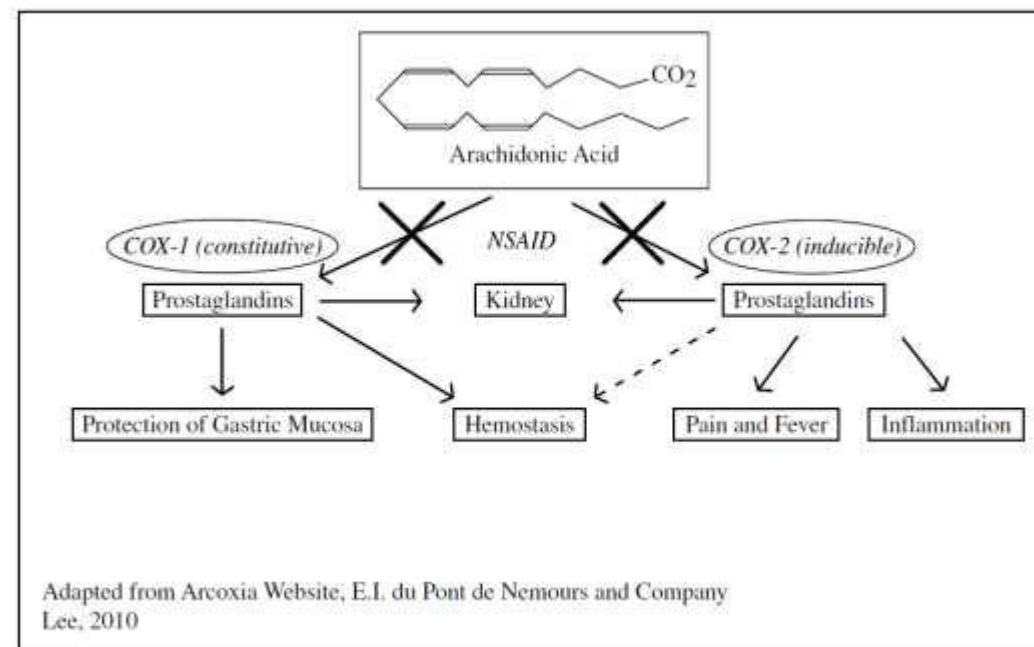 CO2
Arachidonic Acid
COX-1 (constitutive)
NSAID
COX-2 (inducible)
Prostaglandins
Kidney
Prostaglandins
Protection of Gastric Mucosa
Hemostasis
Pain and Fever
Inflammation
Adapted from Arcoxia Website, E.I. du Pont de Nemours and Company
Lee, 2010